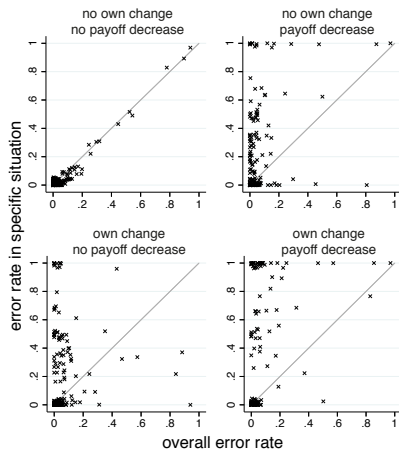 no own change
no payoff decrease
no own change
payoff decrease
error rate in specific situation
0 .2 .4 .6 .8 1
0 .2 .4 .6 .8 1
0 .2 .4 .6 .8 1
0 .2 .4 .6 .8 1
own change
no payoff decrease
own change
payoff decrease
0 .2 .4 .6 .8 1
0 .2 .4 .6 .8 1
0 .2 .4 .6 .8 1
0 .2 .4 .6 .8 1
overall error rate